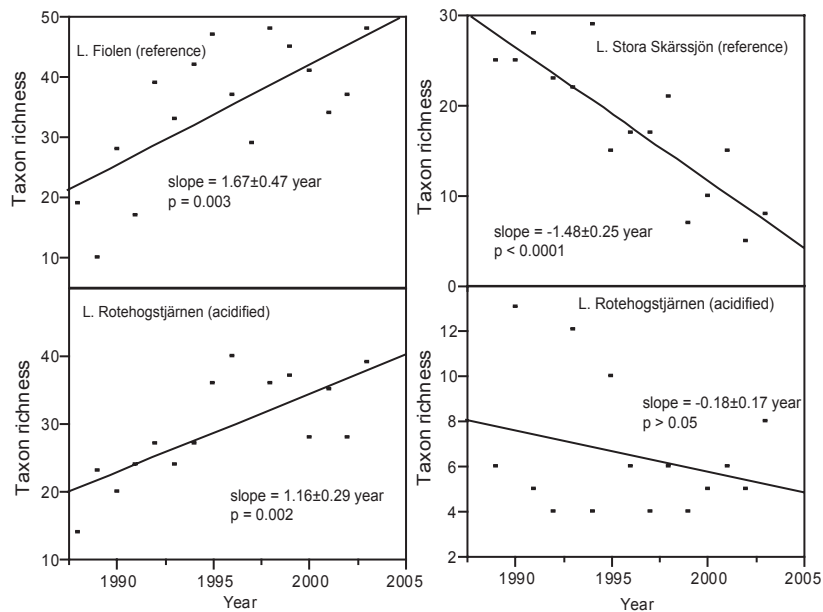 50
40
30
20
10
Taxon richness
L. Fiolen (reference)
slope = 1.67±0.47 year
p = 0.003
30
20
10
0
Taxon richness
L. Stora Skärssjön (reference)
slope = -1.48±0.25 year
p < 0.0001
40
30
20
10
Taxon richness
L. Rotehogstjärnen (acidified)
slope = 1.16±0.29 year
p = 0.002
1990 1995 2000 2005
Year
12
10
8
6
4
2
Taxon richness
L. Rotehogstjärnen (acidified)
slope = -0.18±0.17 year
p > 0.05
1990 1995 2000 2005
Year